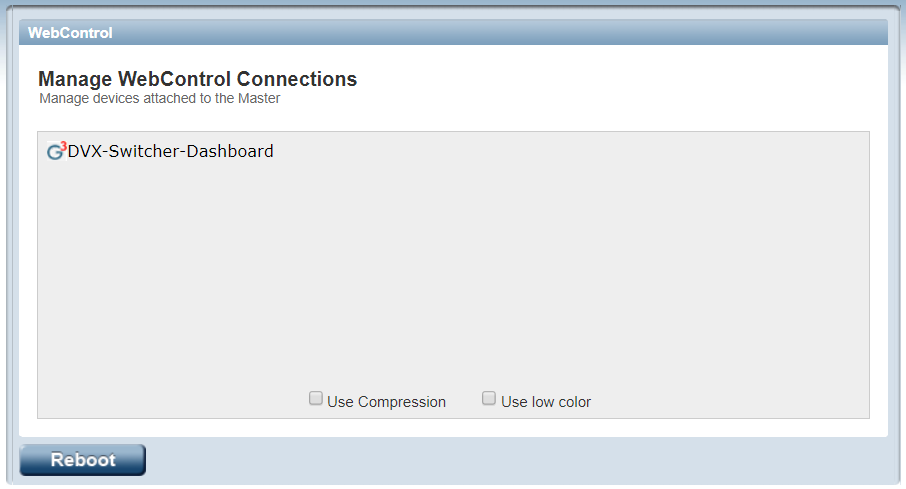 WebControl
Manage WebControl Connections
Manage devices attached to the Master
G3 DVX-Switcher-Dashboard
Use Compression Use low color
Reboot